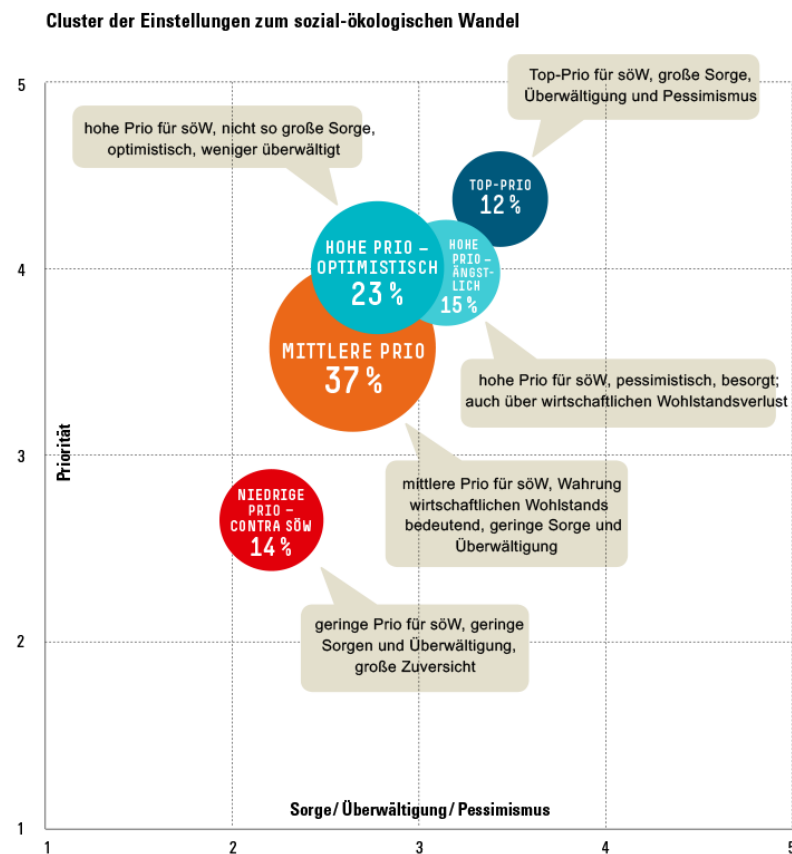 Cluster der Einstellungen zum sozial-ökologischen Wandel
5
Top-Prio für söW, große Sorge,
Überwältigung und Pessimismus
hohe Prio für söW, nicht so große Sorge,
optimistisch, weniger überwältigt
TOP-PRIO
12 %
HOHE PRIO –
OPTIMISTISCH
23 %
HOHE
PRIO –
ÄNGST-
LICH
15 %
4
MITTLERE PRIO
37 %
hohe Prio für söW, pessimistisch, besorgt;
auch über wirtschaftlichen Wohlstandsverlust
Priorität
3
mittlere Prio für söW, Wahrung
wirtschaftlichen Wohlstands
bedeutend, geringe Sorge und
Überwältigung
NIEDRIGE
PRIO –
CONTRA SÖW
14 %
geringe Prio für söW, geringe
Sorgen und Überwältigung,
große Zuversicht
2
Sorge/ Überwältigung/ Pessimismus
1
1
2
3
4
5